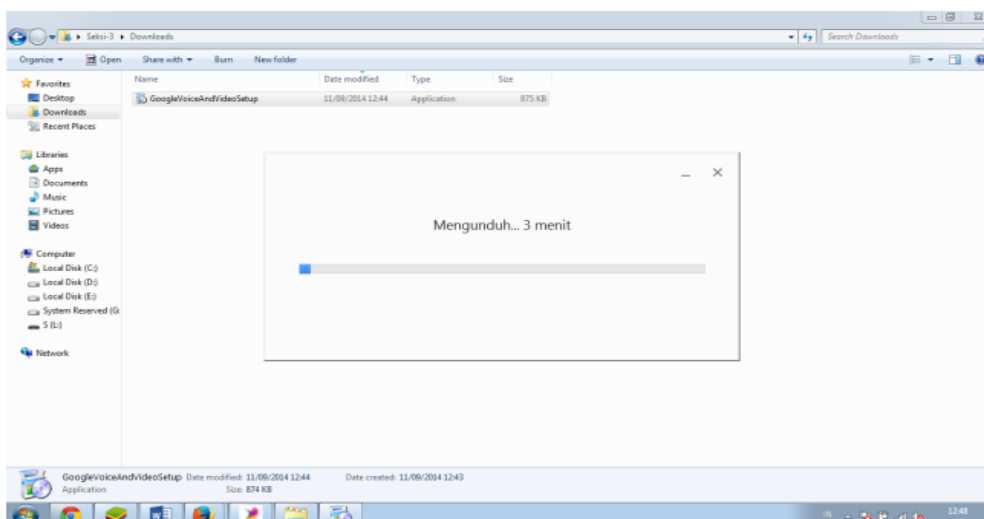 Seksi-3 Downloads
Search Downloads
Organize Open Share with Burn New folder
Name Date modified Type Size
GoogleVoiceAndVideoSetup 11/09/2014 12:44 Application 875 KB
Favorites
Desktop
Downloads
Recent Places
Libraries
Apps
Documents
Music
Pictures
Videos
Computer
Local Disk (C:)
Local Disk (D:)
Local Disk (E:)
System Reserved (G:
S (L:)
Network
Mengunduh... 3 menit
GoogleVoiceAndVideoSetup Date modified: 11/09/2014 12:44 Date created: 11/09/2014 12:43
Application Size: 874 KB
IN 12:48